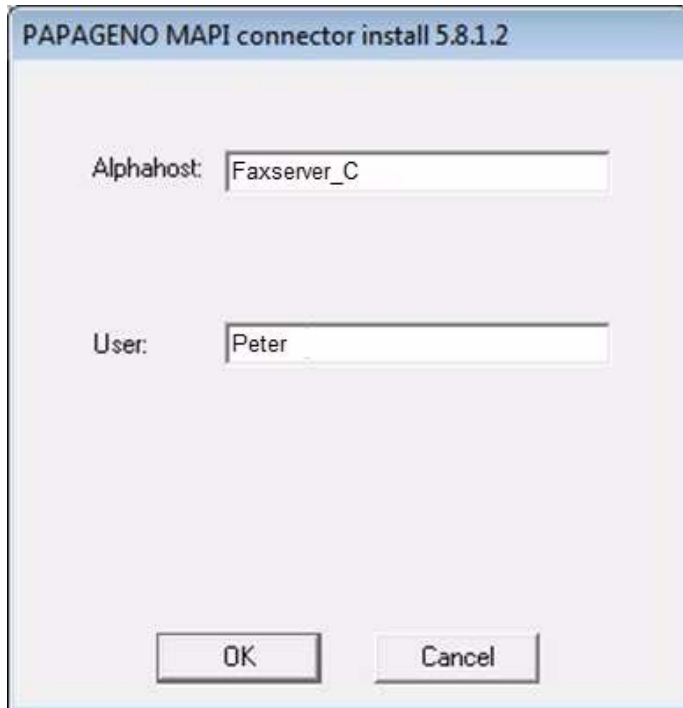 PAPAGENO MAPI connector install 5.8.1.2
Alphahost: Faxserver_C
User: Peter
OK Cancel